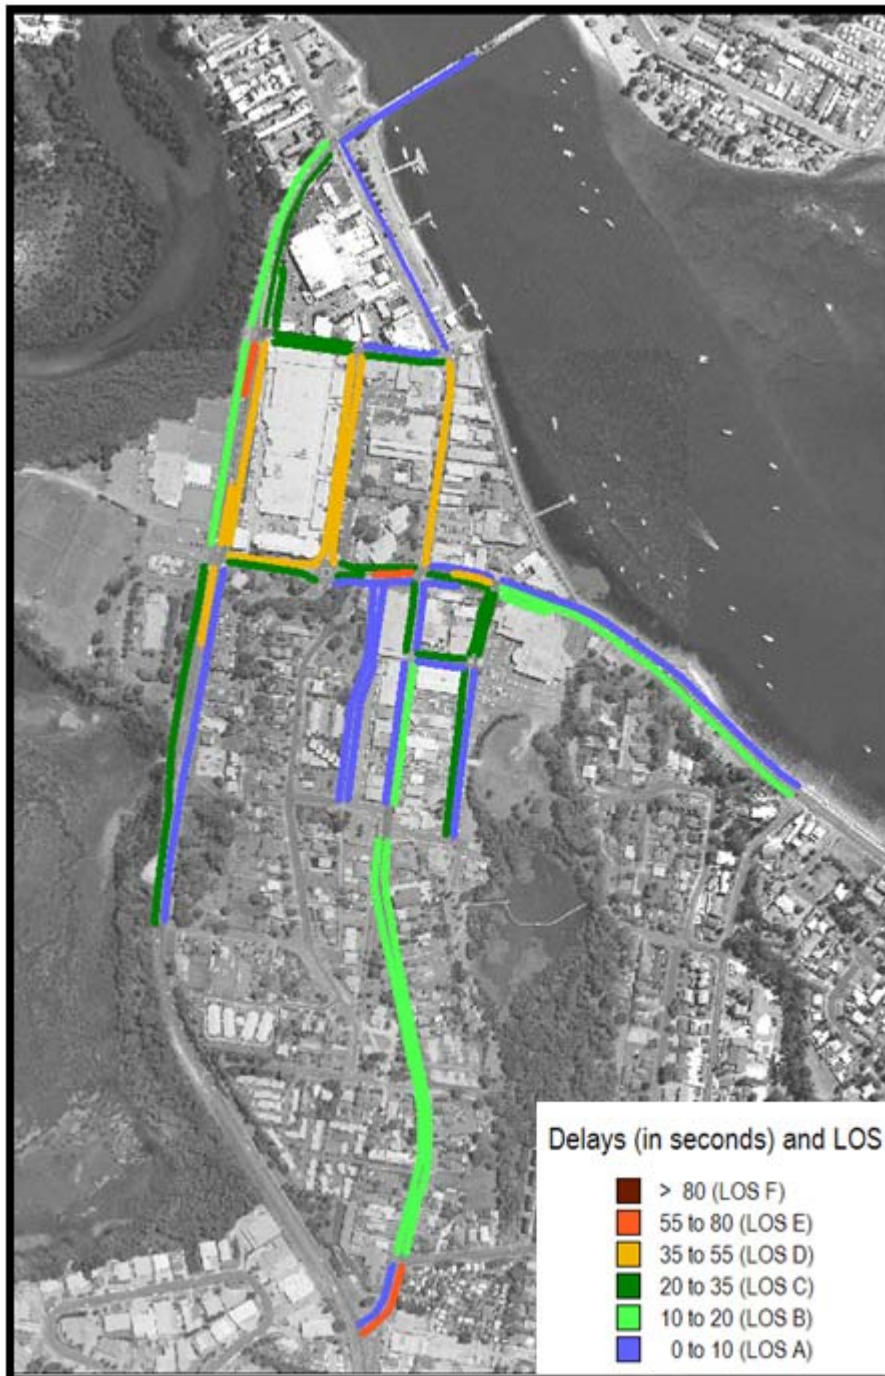 Delays (in seconds) and LOS
> 80 (LOS F)
55 to 80 (LOS E)
35 to 55 (LOS D)
20 to 35 (LOS C)
10 to 20 (LOS B)
0 to 10 (LOS A)